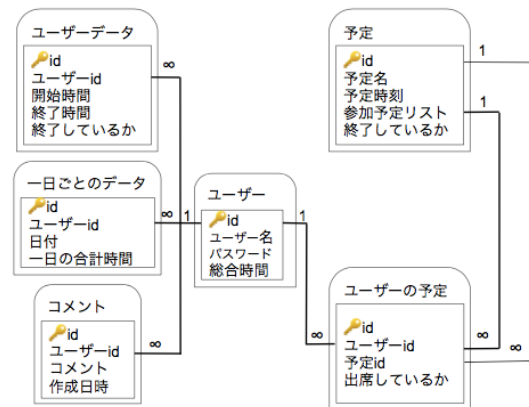 ユーザーデータ
id
ユーザーid
開始時間
終了時間
終了しているか
∞
予定
id
予定名
予定時刻
参加予定リスト
終了しているか
1
1
一日ごとのデータ
id
ユーザーid
日付
一日の合計時間
∞
1
ユーザー
id
ユーザー名
パスワード
総合時間
1
コメント
id
ユーザーid
コメント
作成日時
∞
ユーザーの予定
id
ユーザーid
予定id
出席しているか
∞
∞
∞